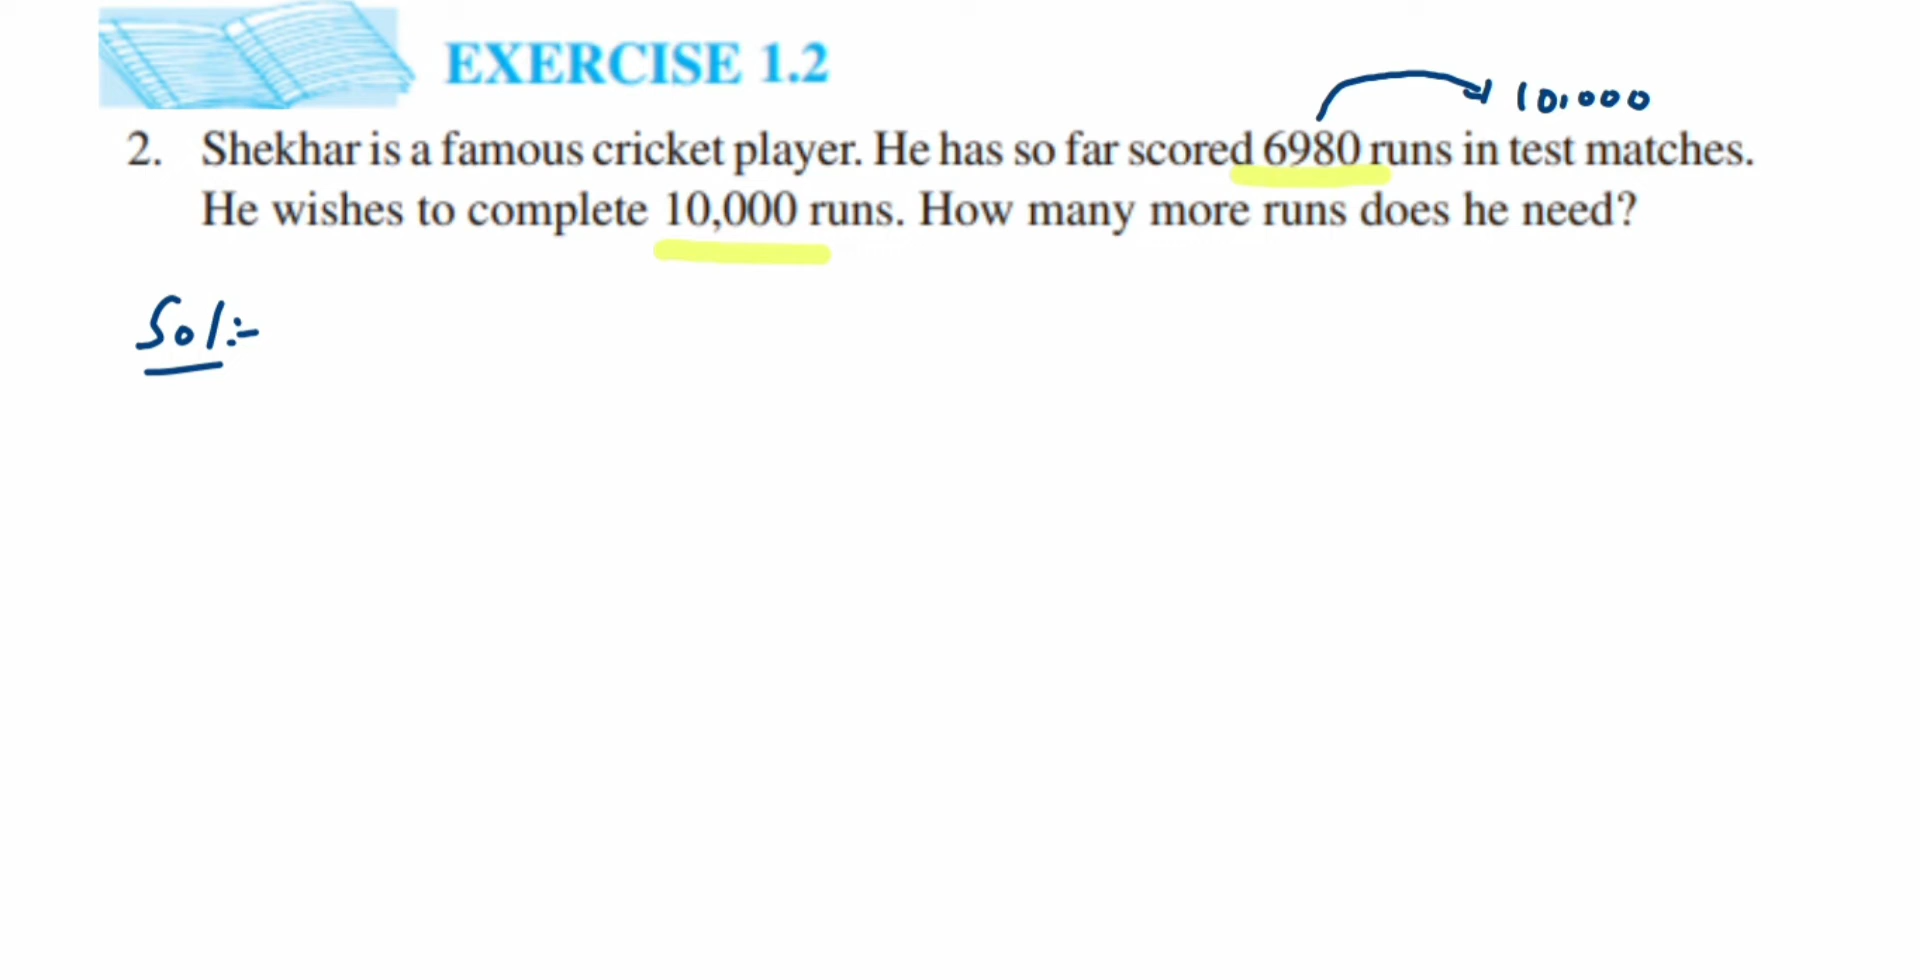 EXERCISE 1.2
10,000
2. Shekhar is a famous cricket player. He has so far scored 6980 runs in test matches.
He wishes to complete 10,000 runs. How many more runs does he need?
Sol:-